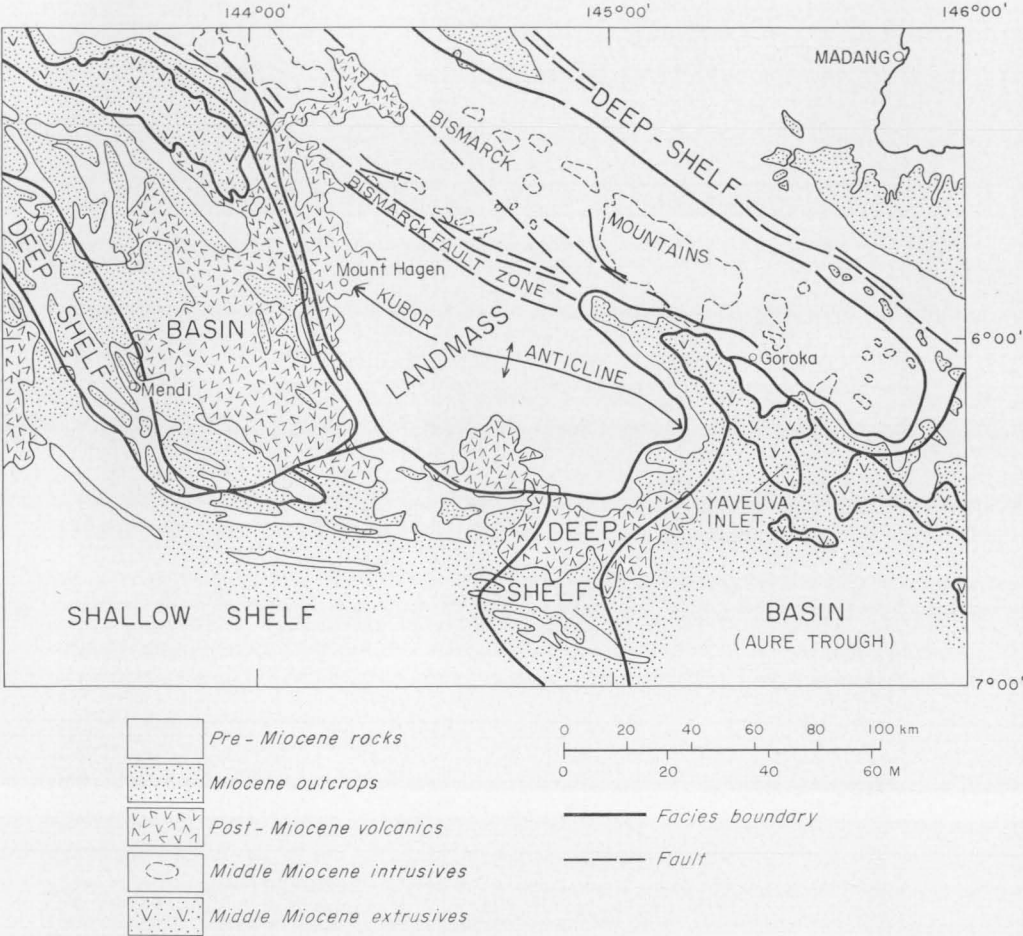 144°00'
145°00'
146°00'
MADANG
DEEP-SHELF
BISMARCK
MOUNTAINS
BISMARCK FAULT ZONE
DEEP
SHELF
Mount Hagen
KUBOR
ANTICLINE
LANDMASS
BASIN
6°00'
Goroka
Mendi
YAVEUVA
INLET
DEEP
SHELF
SHALLOW SHELF
BASIN
(AURE TROUGH)
7°00'
Pre-Miocene rocks
Miocene outcrops
Post-Miocene volcanics
Middle Miocene intrusives
Middle Miocene extrusives
0 20 40 60 80 100 km
0 20 40 60 M
Facies boundary
Fault